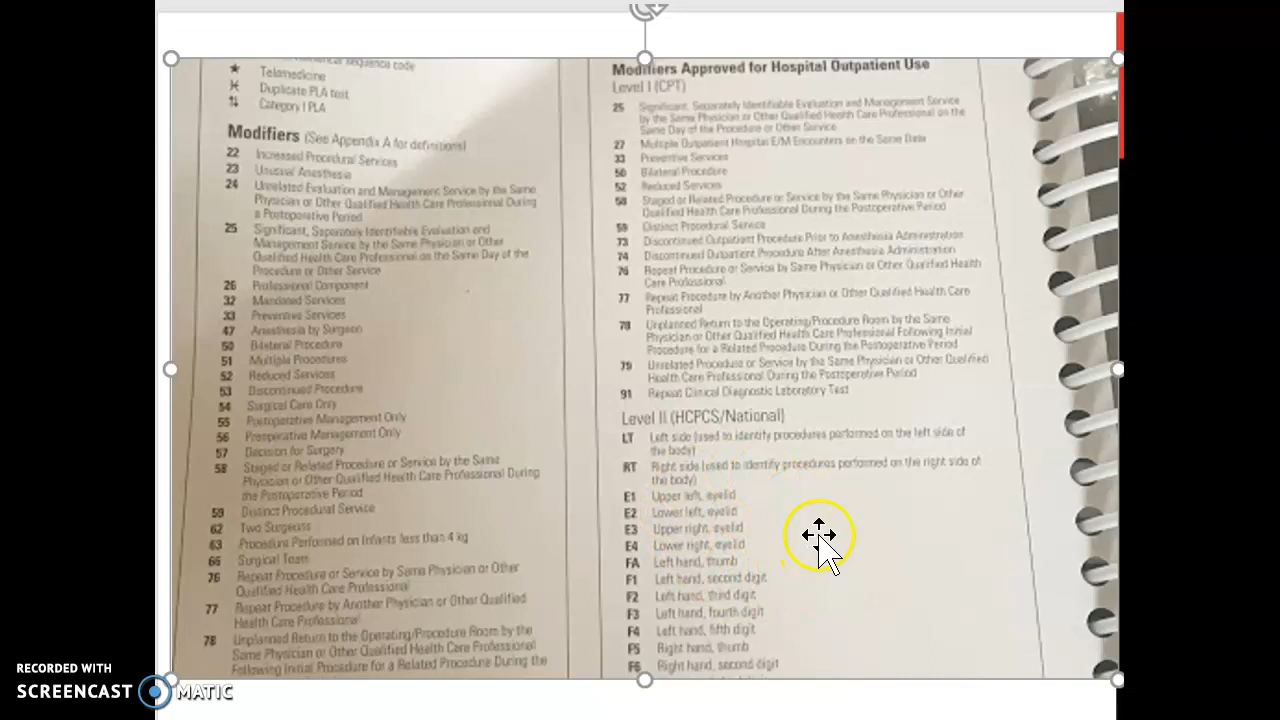 sequence code
Telemedicine
Duplicate PLA test
Category I PLA
Modifiers (See Appendix A for definitions)
22 Increased Procedural Services
23 Unusual Anesthesia
24 Unrelated Evaluation and Management Service by the Same
Physician or Other Qualified Health Care Professional During
a Postoperative Period
25 Significant, Separately Identifiable Evaluation and
Management Service by the Same Physician or Other
Qualified Health Care Professional on the Same Day of the
Procedure or Other Service
26 Professional Component
32 Mandated Services
33 Preventive Services
47 Anesthesia by Surgeon
50 Bilateral Procedure
51 Multiple Procedures
52 Reduced Services
53 Discontinued Procedure
54 Surgical Care Only
55 Postoperative Management Only
56 Preoperative Management Only
57 Decision for Surgery
58 Staged or Related Procedure or Service by the Same
Physician or Other Qualified Health Care Professional During
the Postoperative Period
59 Distinct Procedural Service
62 Two Surgeons
63 Procedure Performed on Infants less than 4 kg
66 Surgical Team
76 Repeat Procedure or Service by Same Physician or Other
Qualified Health Care Professional
77 Repeat Procedure by Another Physician or Other Qualified
Health Care Professional
78 Unplanned Return to the Operating/Procedure Room by the
Same Physician or Other Qualified Health Care Professional
Following Initial Procedure for a Related Procedure During the
Modifiers Approved for Hospital Outpatient Use
Level I (CPT)
25 Significant, Separately Identifiable Evaluation and Management Service
by the Same Physician or Other Qualified Health Care Professional on the
Same Day of the Procedure or Other Service
27 Multiple Outpatient Hospital E/M Encounters on the Same Date
33 Preventive Services
50 Bilateral Procedure
52 Reduced Services
58 Staged or Related Procedure or Service by the Same Physician or Other
Qualified Health Care Professional During the Postoperative Period
59 Distinct Procedural Service
73 Discontinued Outpatient Procedure Prior to Anesthesia Administration
74 Discontinued Outpatient Procedure After Anesthesia Administration
76 Repeat Procedure or Service by Same Physician or Other Qualified Health
Care Professional
77 Repeat Procedure by Another Physician or Other Qualified Health Care
Professional
78 Unplanned Return to the Operating/Procedure Room by the Same
Physician or Other Qualified Health Care Professional Following Initial
Procedure for a Related Procedure During the Postoperative Period
79 Unrelated Procedure or Service by the Same Physician or Other Qualified
Health Care Professional During the Postoperative Period
91 Repeat Clinical Diagnostic Laboratory Test
Level II (HCPCS/National)
LT Left side (used to identify procedures performed on the left side of
the body)
RT Right side (used to identify procedures performed on the right side of
the body)
E1 Upper left, eyelid
E2 Lower left, eyelid
E3 Upper right, eyelid
E4 Lower right, eyelid
FA Left hand, thumb
F1 Left hand, second digit
F2 Left hand, third digit
F3 Left hand, fourth digit
F4 Left hand, fifth digit
F5 Right hand, thumb
F6 Right hand, second digit
RECORDED WITH
SCREENCAST MATIC